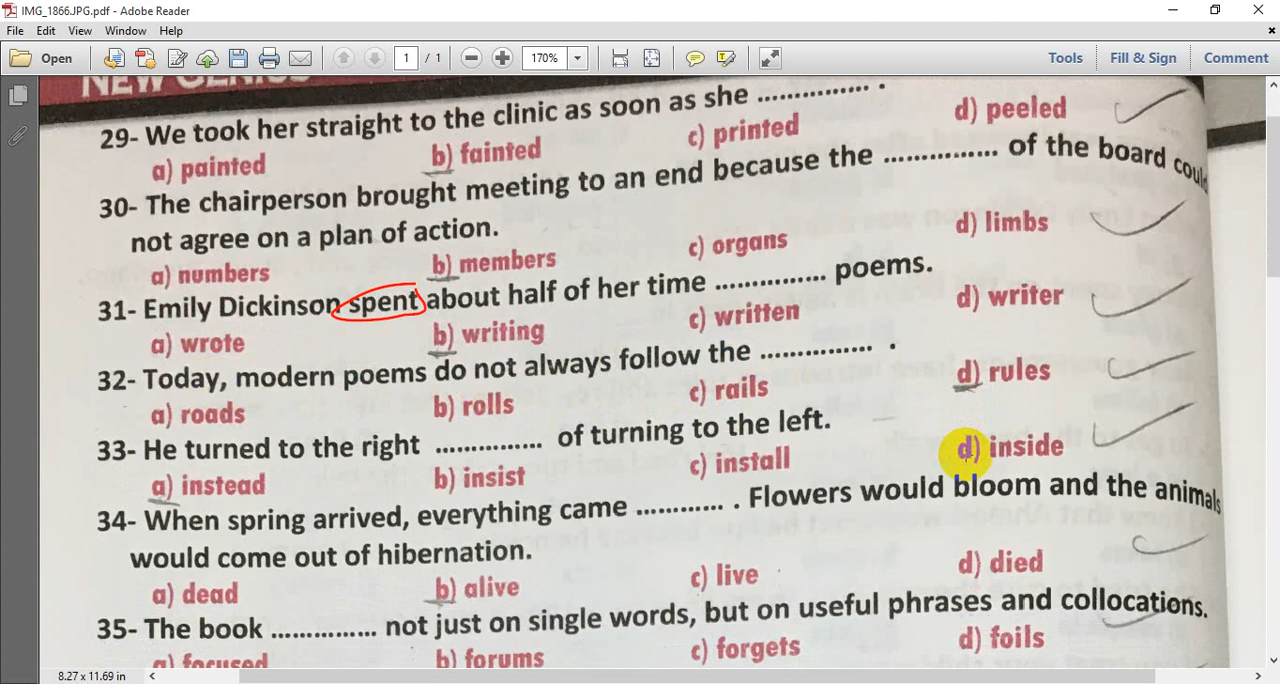 IMG_1866.JPG.pdf - Adobe Reader
File Edit View Window Help
Open 1 / 1 170% Tools Fill & Sign Comment
NEW GENIUS
29- We took her straight to the clinic as soon as she ............... .
a) painted b) fainted c) printed d) peeled
30- The chairperson brought meeting to an end because the ............... of the board could
not agree on a plan of action.
a) numbers b) members c) organs d) limbs
31- Emily Dickinson spent about half of her time ............... poems.
a) wrote b) writing c) written d) writer
32- Today, modern poems do not always follow the ............... .
a) roads b) rolls c) rails d) rules
33- He turned to the right ............... of turning to the left.
a) instead b) insist c) install d) inside
34- When spring arrived, everything came ............ . Flowers would bloom and the animals
would come out of hibernation.
a) dead b) alive c) live d) died
35- The book ............... not just on single words, but on useful phrases and collocations.
a) focused b) forums c) forgets d) foils
8.27 x 11.69 in